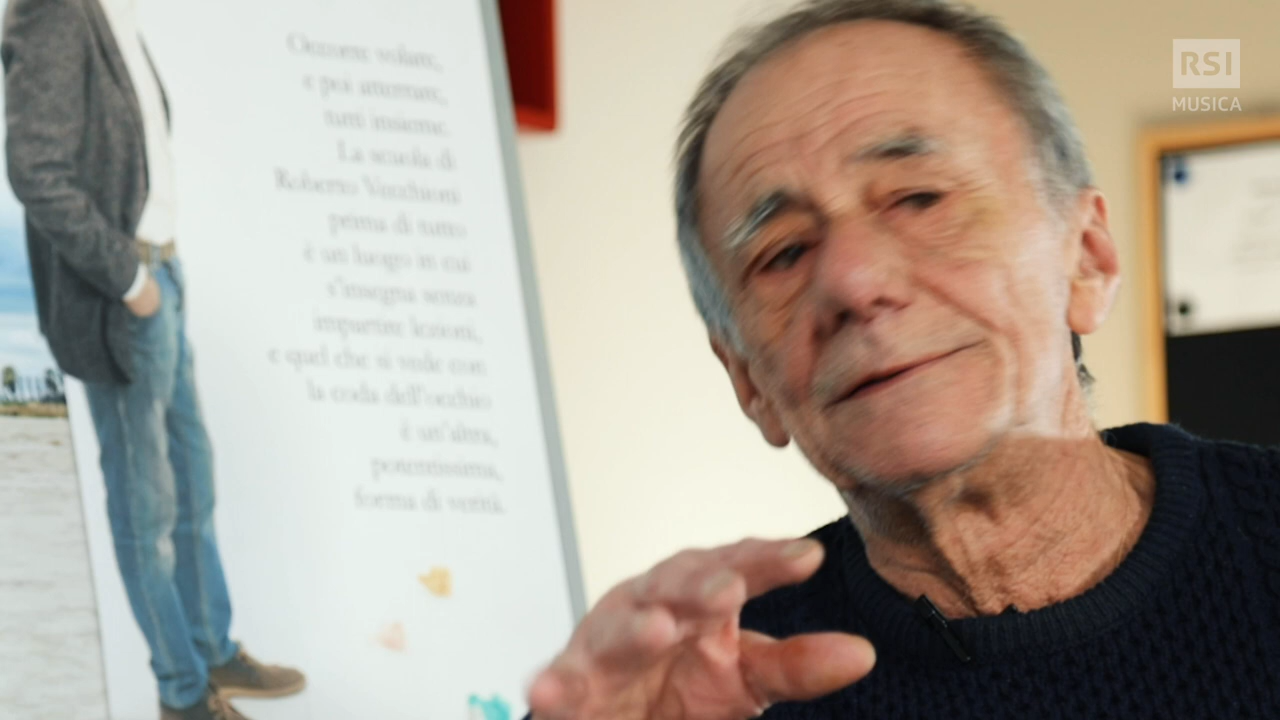 Occorre volare,
e poi atterrare,
tutti insieme.
La scuola di
Roberto Vecchioni
prima di tutto
è un luogo in cui
s'insegna senza
impartire lezioni,
e quel che si vede con
la coda dell'occhio
è un'altra,
potentissima,
forma di verità.
RSI
MUSICA